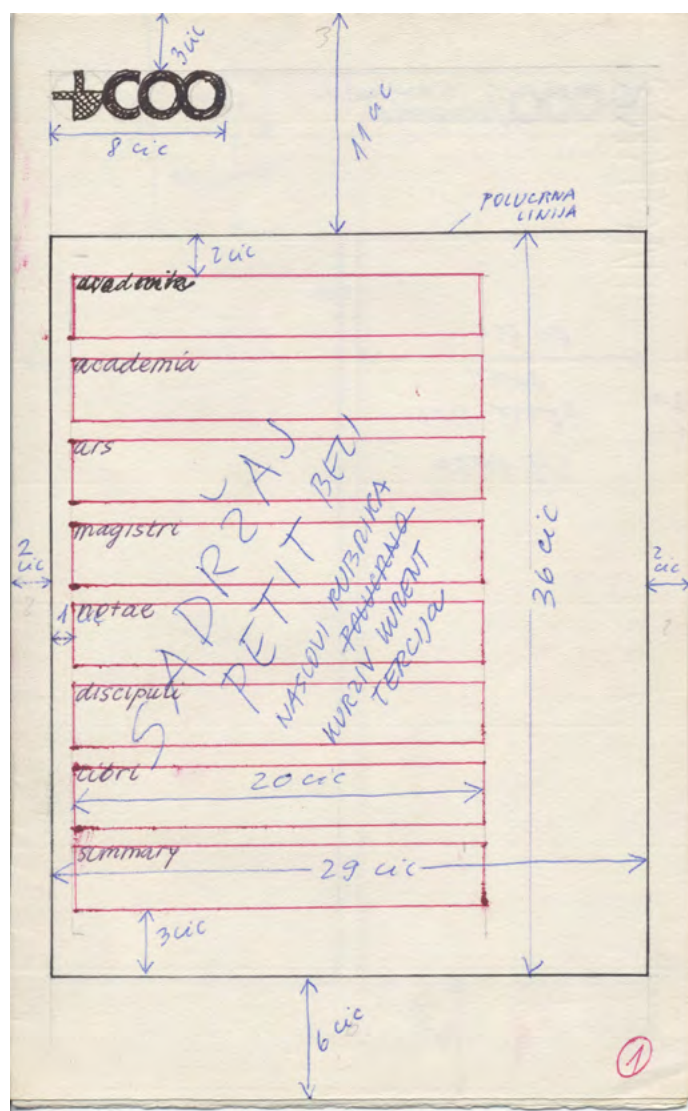 3 cic
COO
8 cic
11 cic
POLUCRNA
LINIJA
2 cic
academia
ars
magistri
notae
discipuli
libri
summary
SADRŽAJ
PETIT BELI
NASLOVI RUBRIKA
KURZIV KURENT
TERCIJA
2
cic
1 cic
36 cic
2
cic
20 cic
29 cic
3 cic
6 cic
1